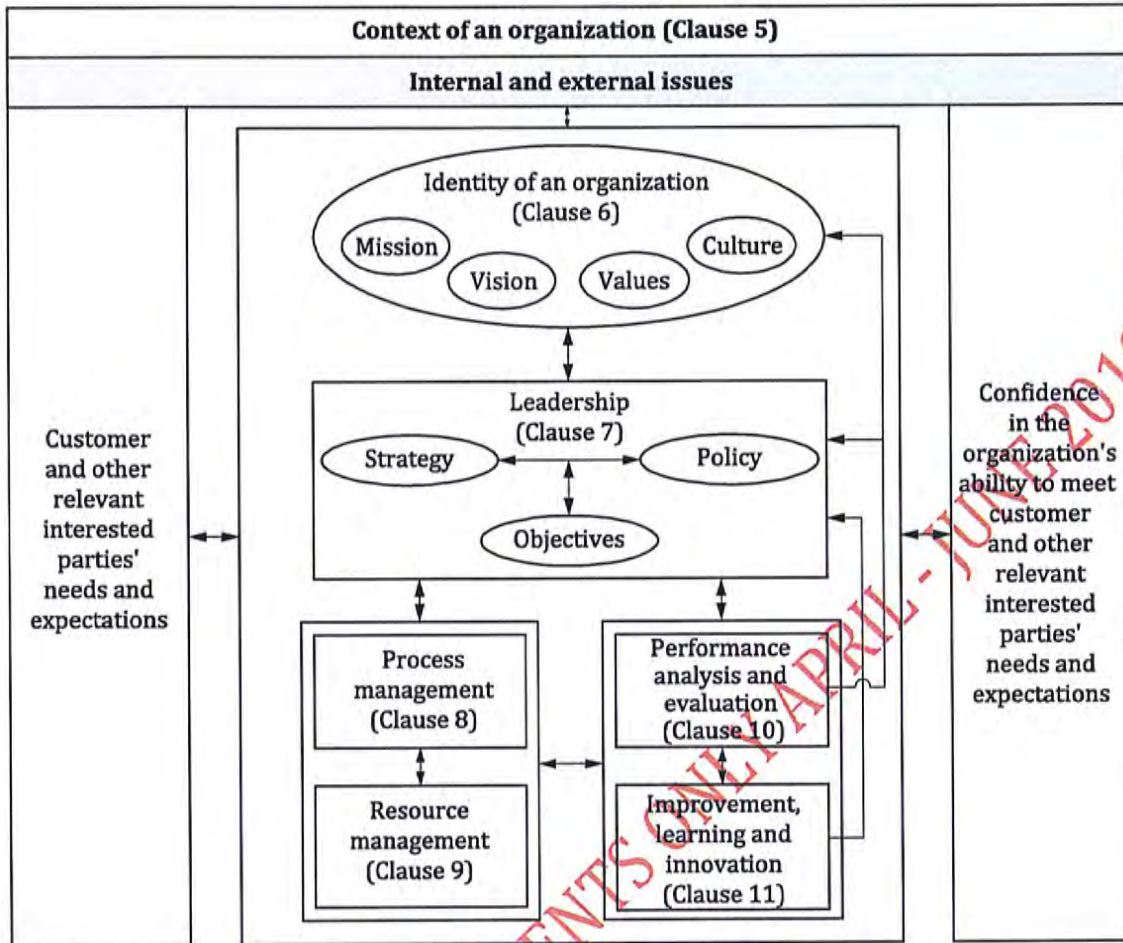 Context of an organization (Clause 5)
Internal and external issues
Customer
and other
relevant
interested
parties'
needs and
expectations
Identity of an organization
(Clause 6)
Mission
Vision
Values
Culture
Leadership
(Clause 7)
Strategy
Policy
Objectives
Process
management
(Clause 8)
Resource
management
(Clause 9)
Performance
analysis and
evaluation
(Clause 10)
Improvement,
learning and
innovation
(Clause 11)
Confidence
in the
organization's
ability to meet
customer
and other
relevant
interested
parties'
needs and
expectations
ONLY APRIL - JUNE